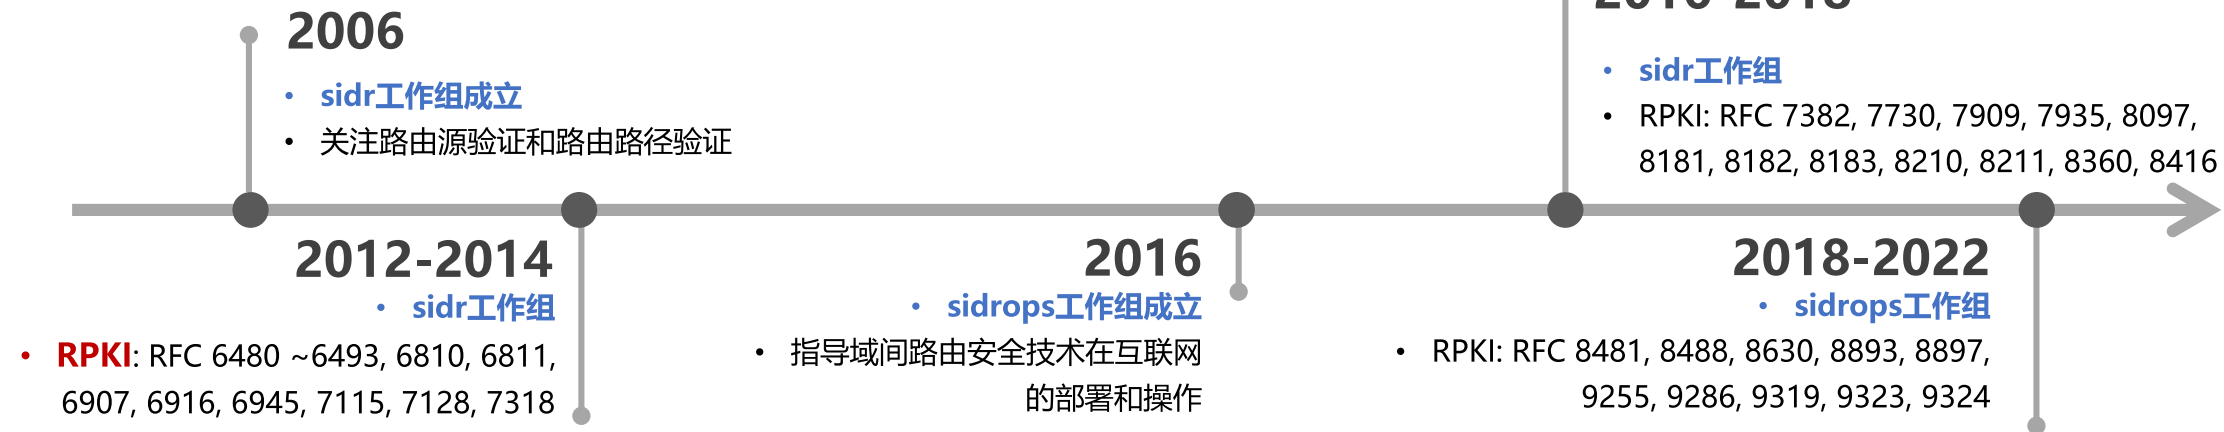 2006
• sidr工作组成立
• 关注路由源验证和路由路径验证
2012-2014
• sidr工作组
• RPKI: RFC 6480 ~6493, 6810, 6811,
6907, 6916, 6945, 7115, 7128, 7318
2016
• sidrops工作组成立
• 指导域间路由安全技术在互联网
的部署和操作
• sidr工作组
• RPKI: RFC 7382, 7730, 7909, 7935, 8097,
8181, 8182, 8183, 8210, 8211, 8360, 8416
2018-2022
• sidrops工作组
• RPKI: RFC 8481, 8488, 8630, 8893, 8897,
9255, 9286, 9319, 9323, 9324